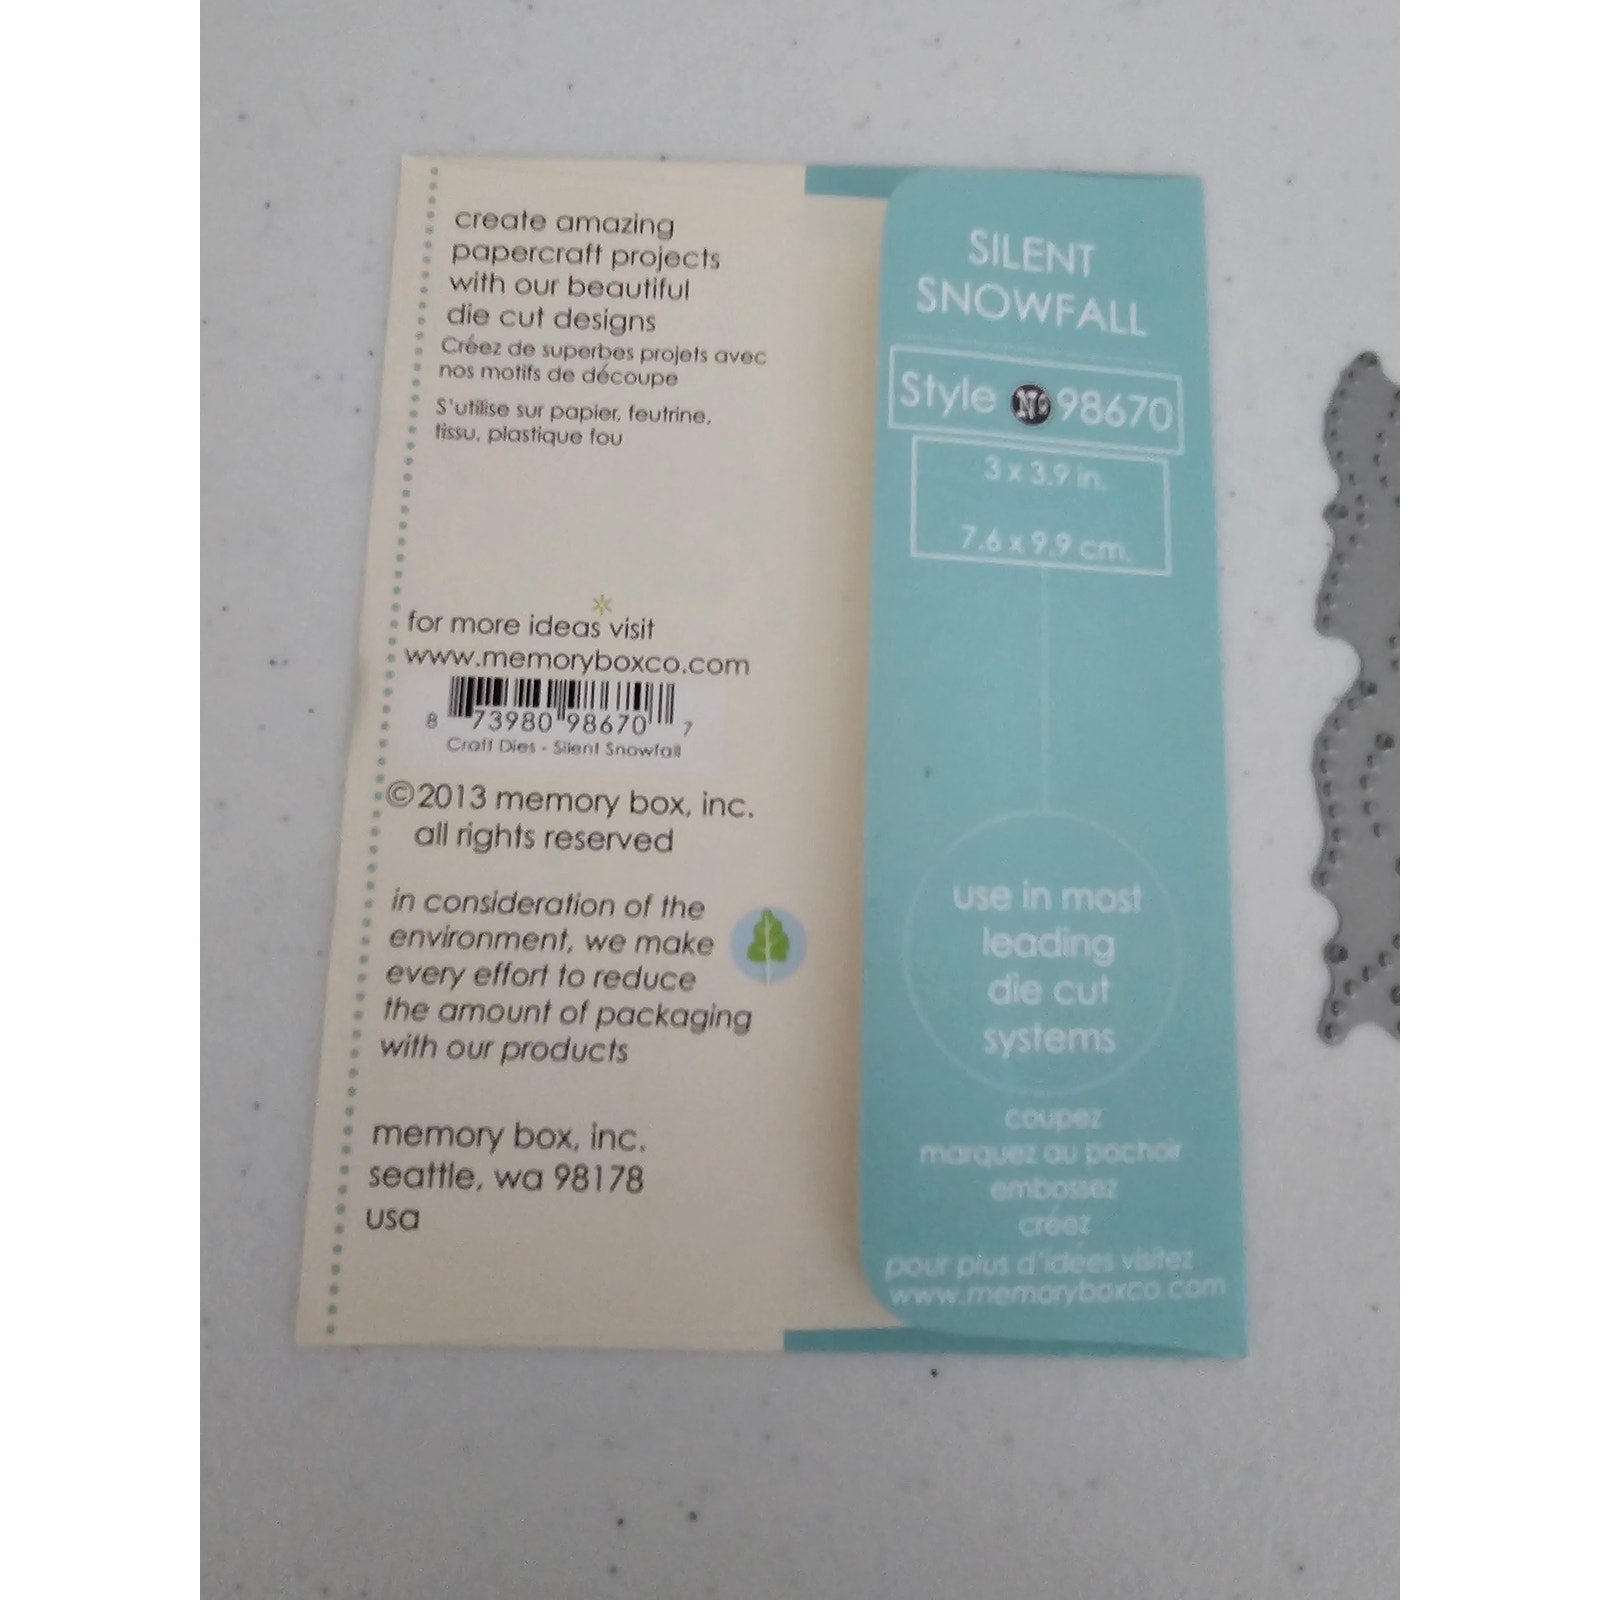 create amazing
papercraft projects
with our beautiful
die cut designs
Créez de superbes projets avec
nos motifs de découpe
S'utilise sur papier, feutrine,
tissu, plastique fou
for more ideas visit
www.memoryboxco.com
8 73980 98670 7
Craft Dies - Silent Snowfall
©2013 memory box, inc.
all rights reserved
in consideration of the
environment, we make
every effort to reduce
the amount of packaging
with our products
memory box, inc.
seattle, wa 98178
usa
SILENT
SNOWFALL
Style № 98670
3 x 3.9 in.
7.6 x 9.9 cm.
use in most
leading
die cut
systems
coupez
marquez au pochoir
embossez
créez
pour plus d'idées visitez
www.memoryboxco.com